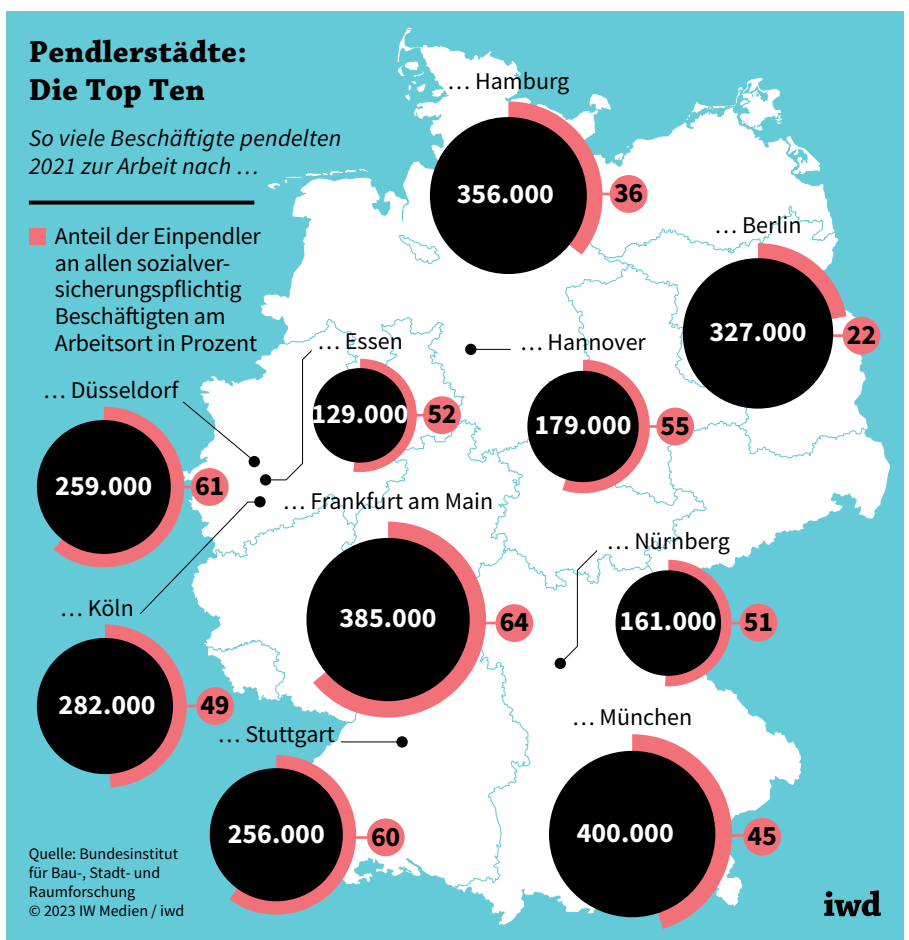 Pendlerstädte:
Die Top Ten
So viele Beschäftigte pendelten
2021 zur Arbeit nach …
Anteil der Einpendler
an allen sozialver-
sicherungspflichtig
Beschäftigten am
Arbeitsort in Prozent
… Hamburg
356.000
36
… Berlin
327.000
22
… Essen
129.000
52
… Hannover
179.000
55
… Düsseldorf
259.000
61
… Frankfurt am Main
385.000
64
… Nürnberg
161.000
51
… Köln
282.000
49
… Stuttgart
256.000
60
… München
400.000
45
Quelle: Bundesinstitut
für Bau-, Stadt- und
Raumforschung
© 2023 IW Medien / iwd
iwd